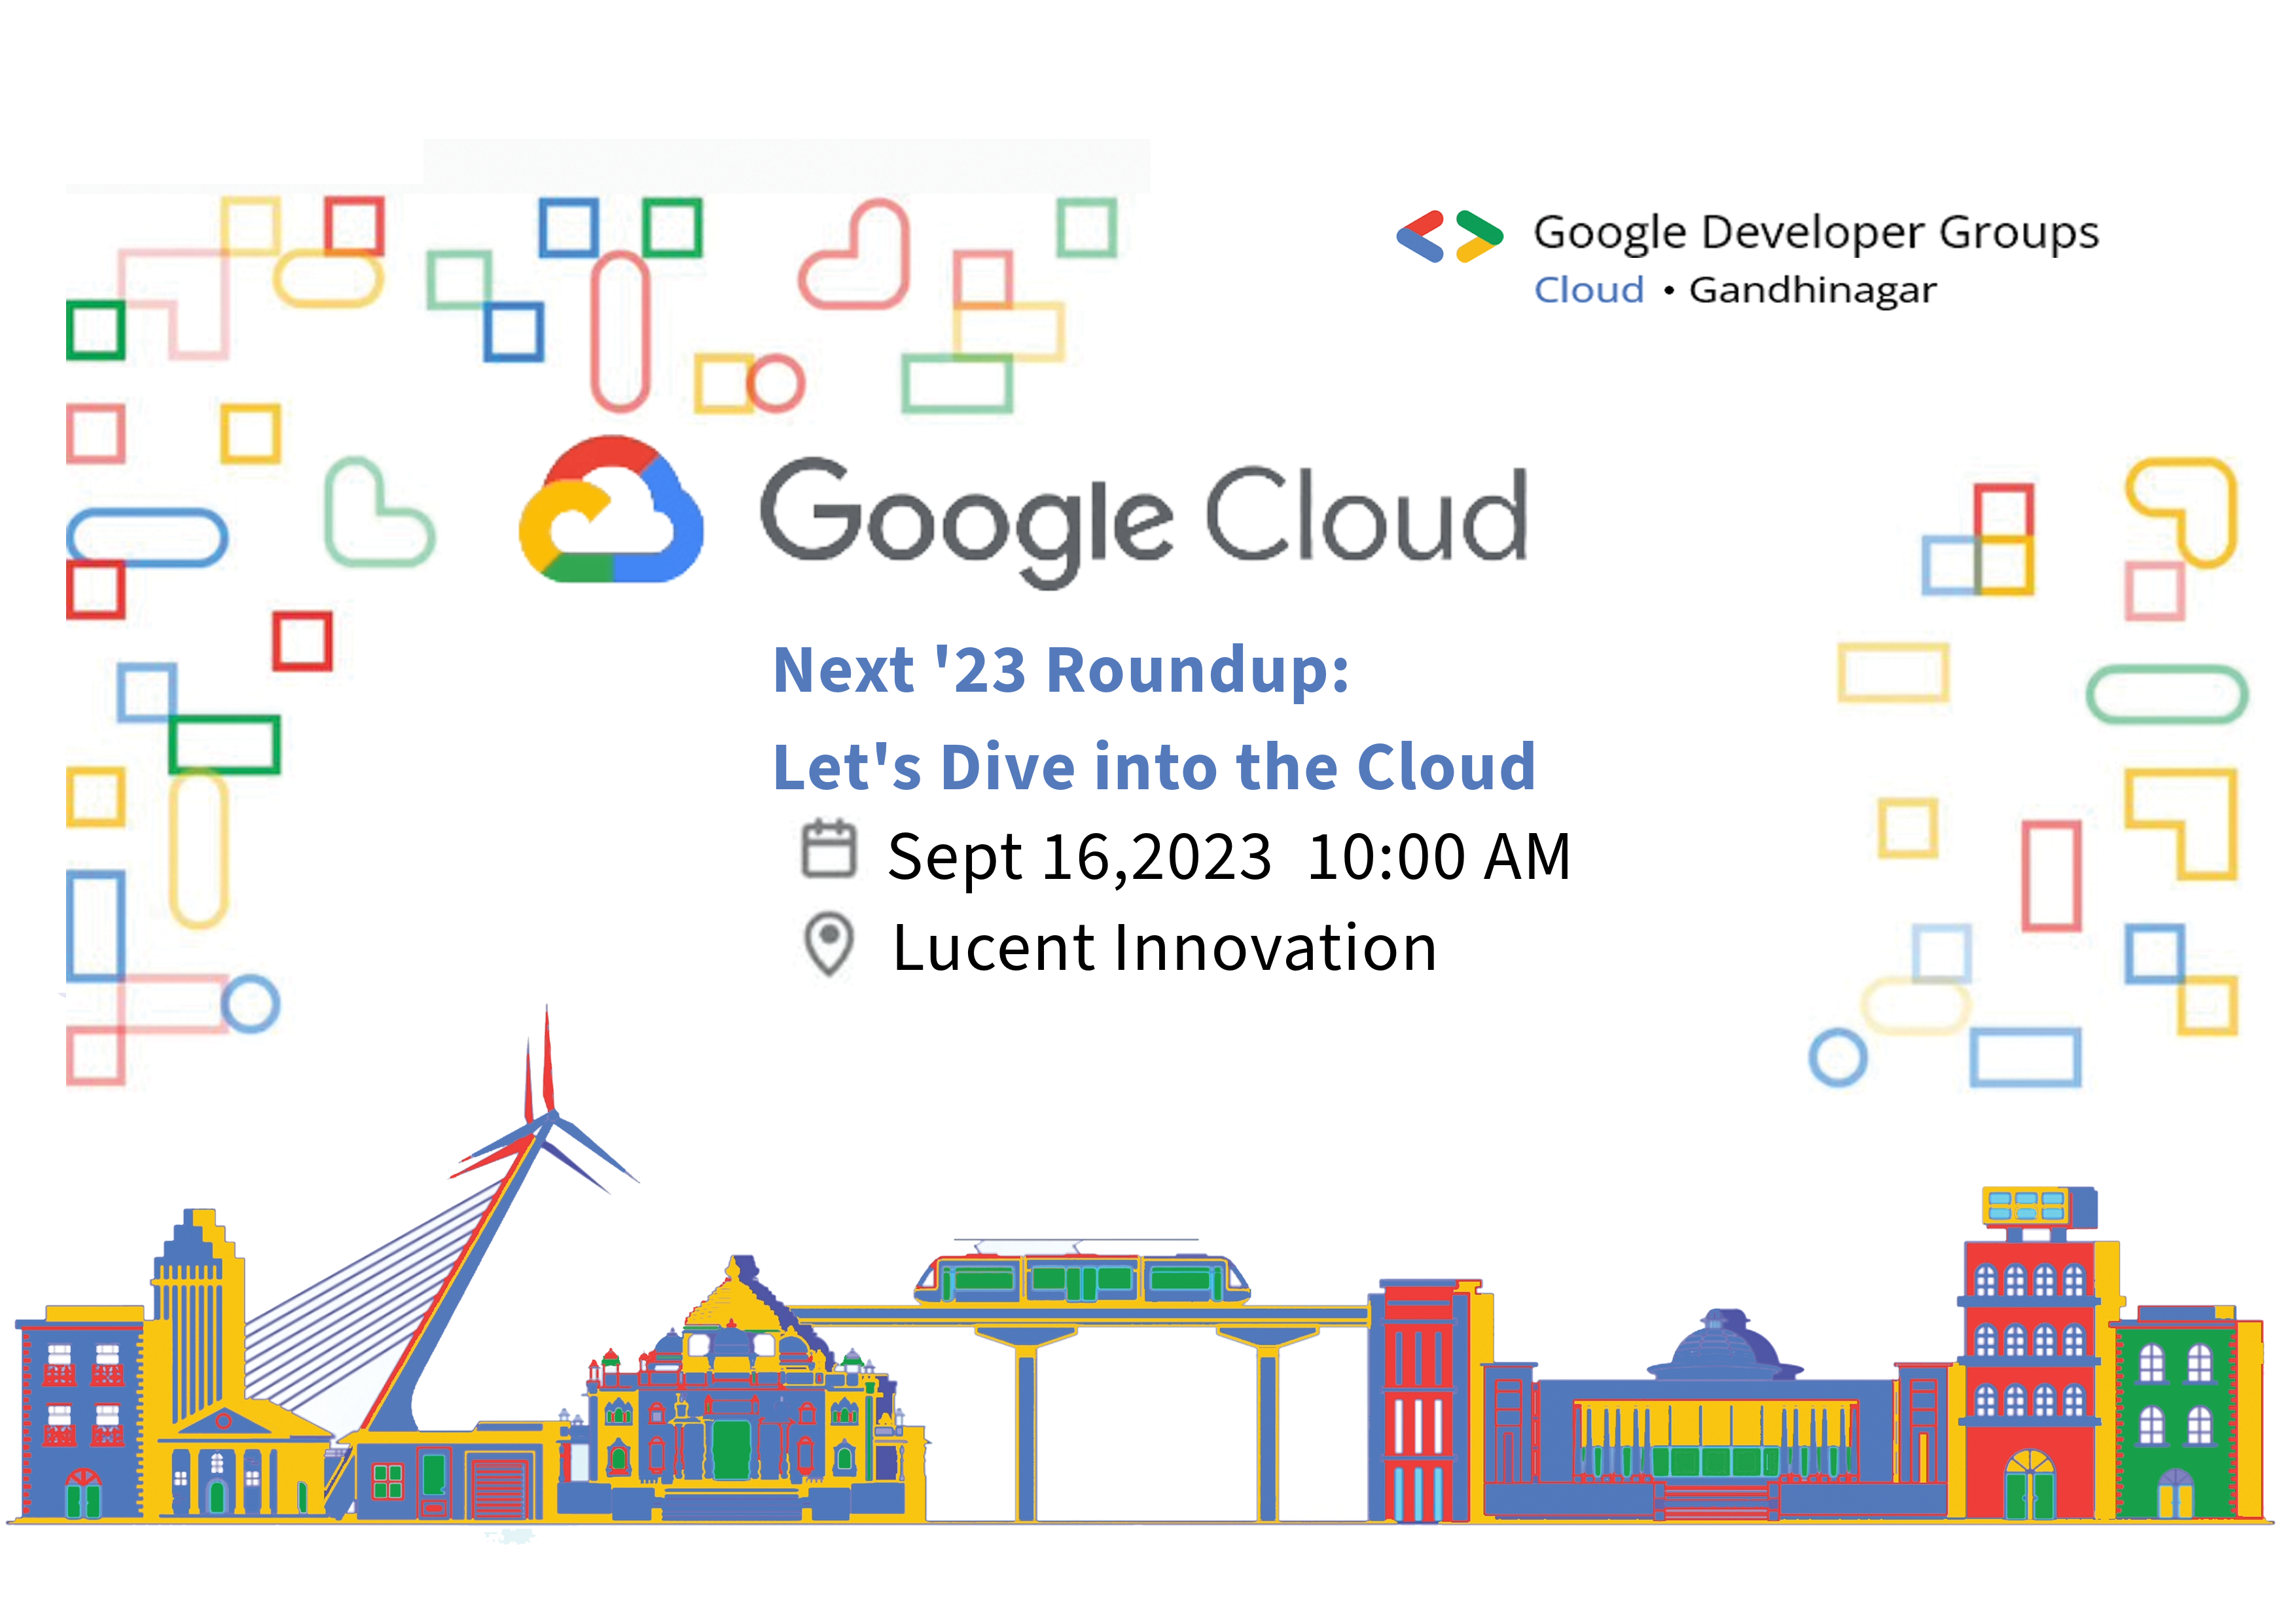 Google Developer Groups
Cloud • Gandhinagar
Google Cloud
Next '23 Roundup:
Let's Dive into the Cloud
Sept 16,2023 10:00 AM
Lucent Innovation